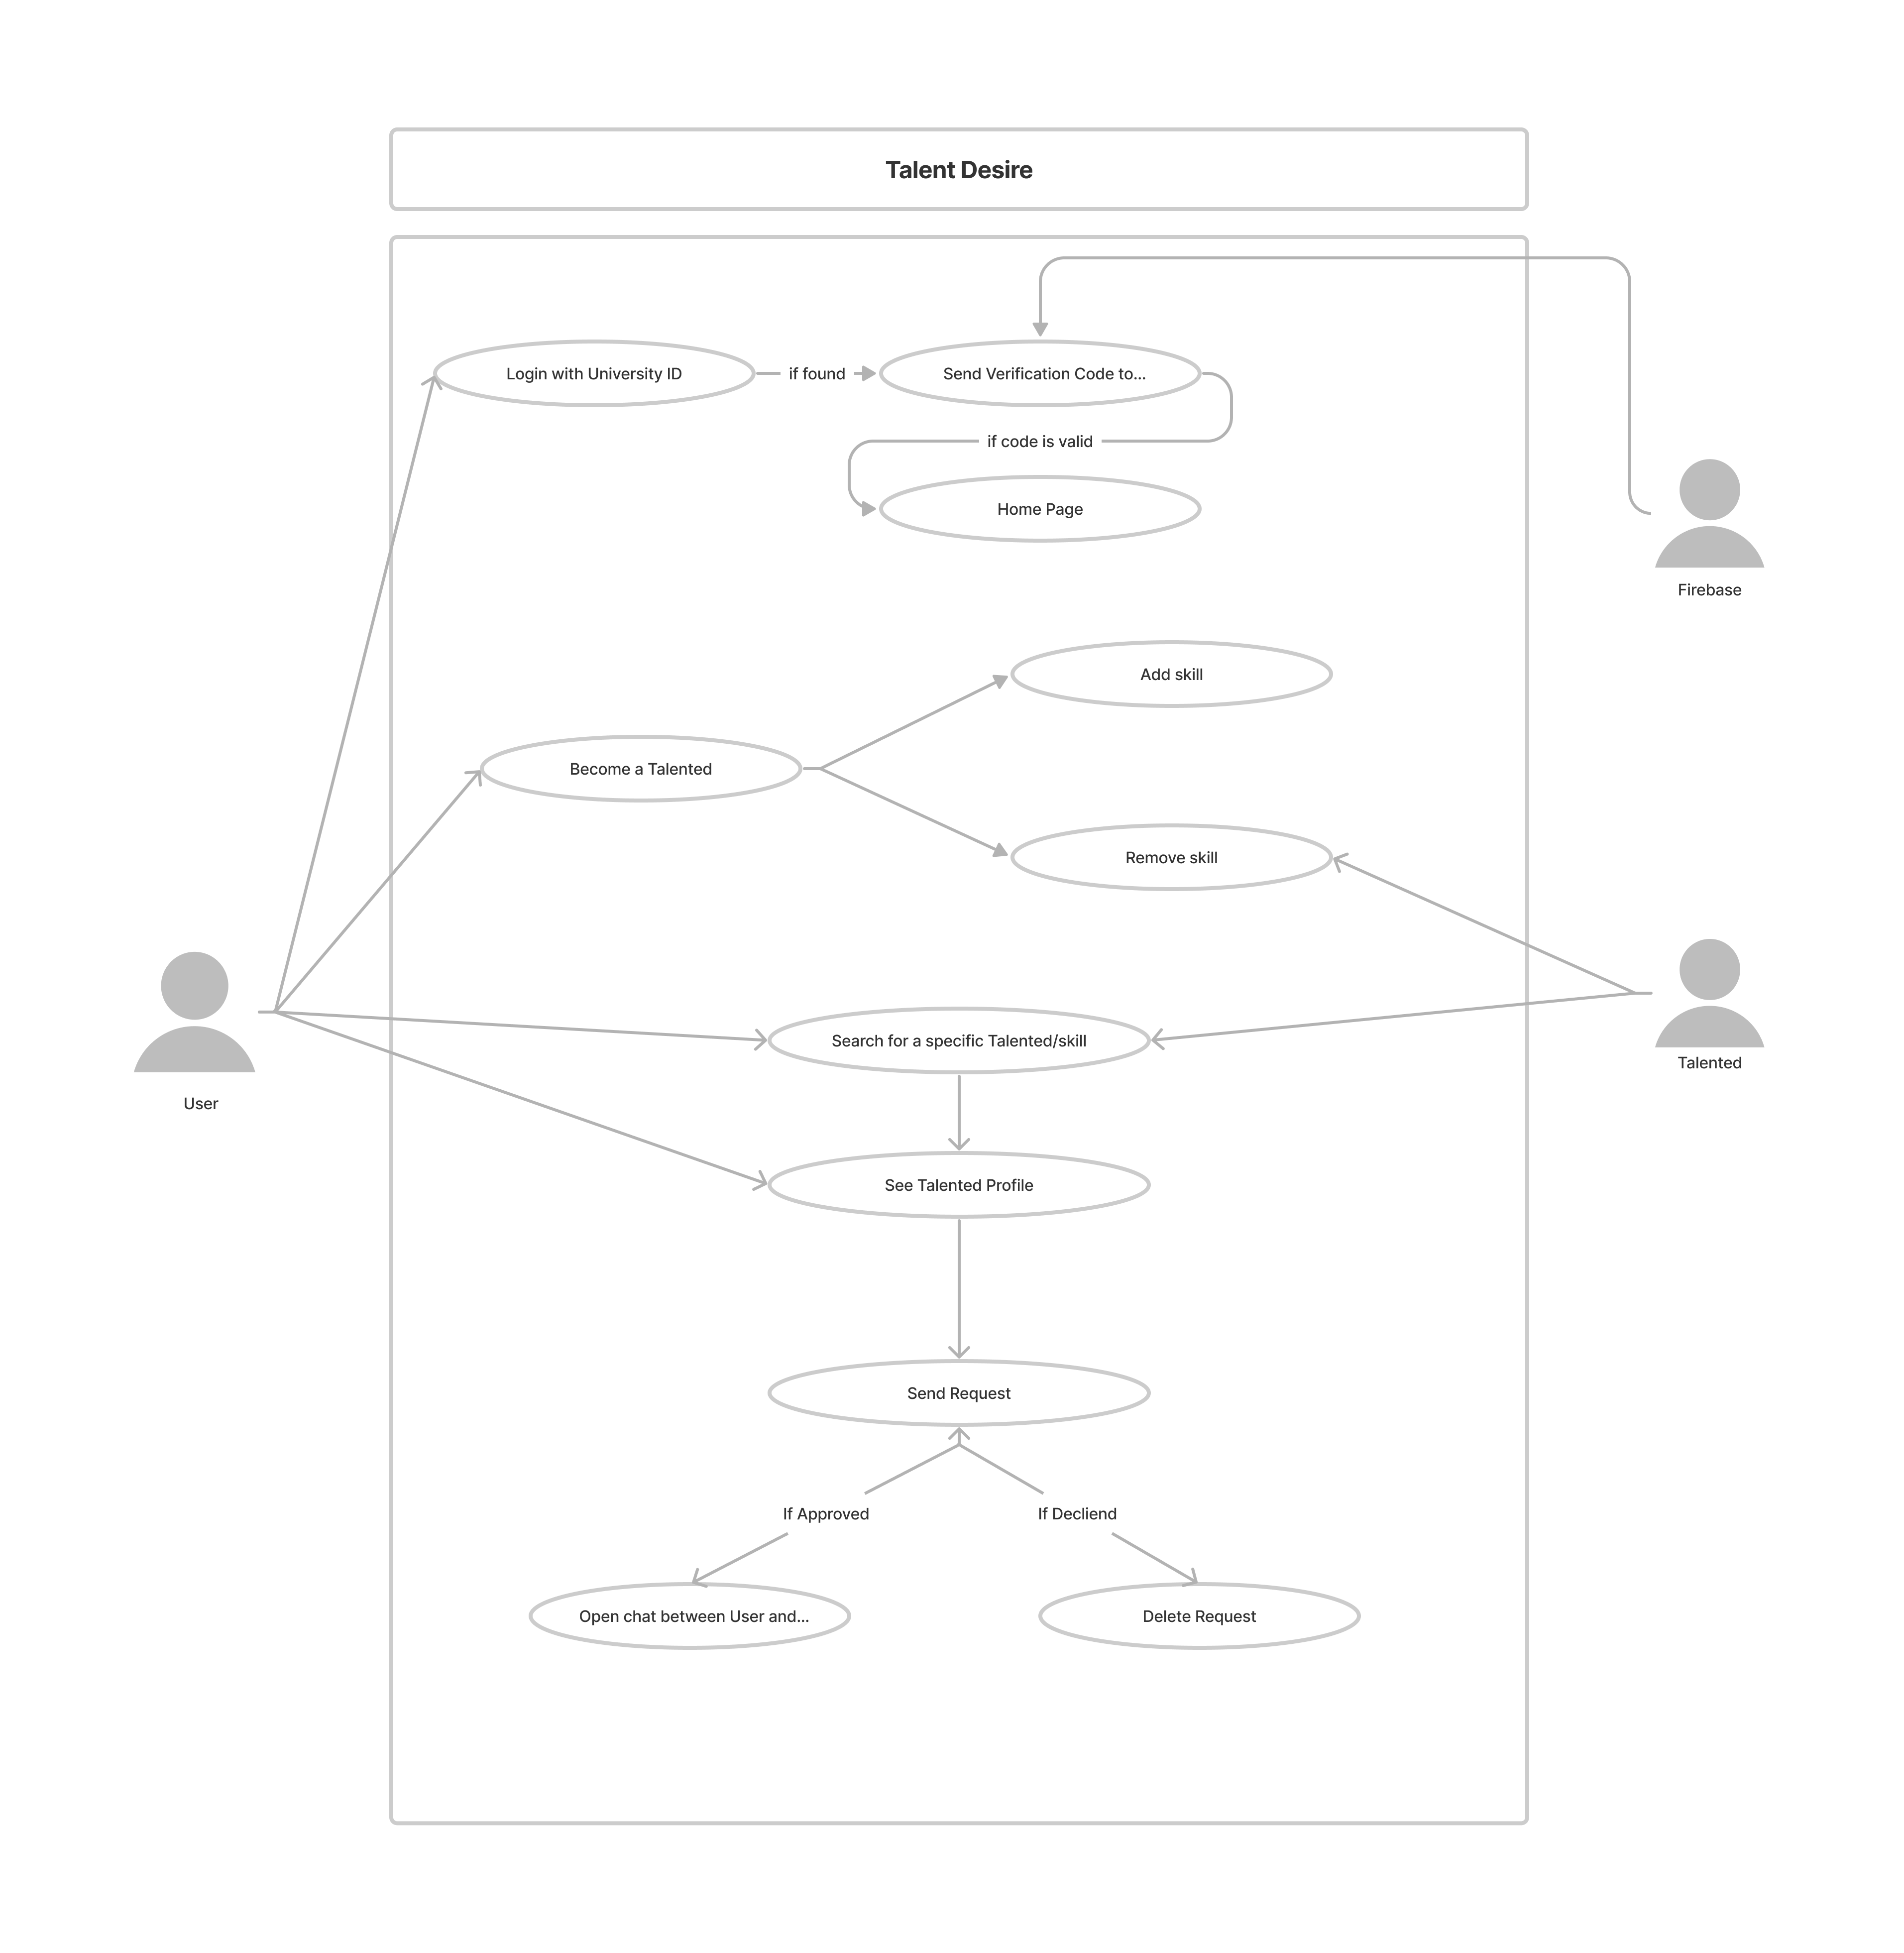 Talent Desire
Login with University ID
if found
Send Verification Code to...
if code is valid
Home Page
Firebase
Add skill
Become a Talented
Remove skill
User
Talented
Search for a specific Talented/skill
See Talented Profile
Send Request
If Approved
If Decliend
Open chat between User and...
Delete Request